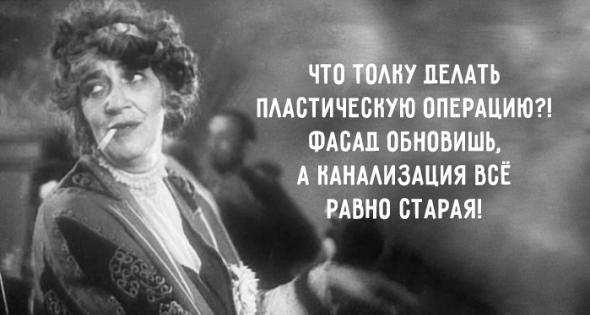 ЧТО ТОЛКУ ДЕЛАТЬ
ПЛАСТИЧЕСКУЮ ОПЕРАЦИЮ?!
ФАСАД ОБНОВИШЬ,
А КАНАЛИЗАЦИЯ ВСЁ
РАВНО СТАРАЯ!